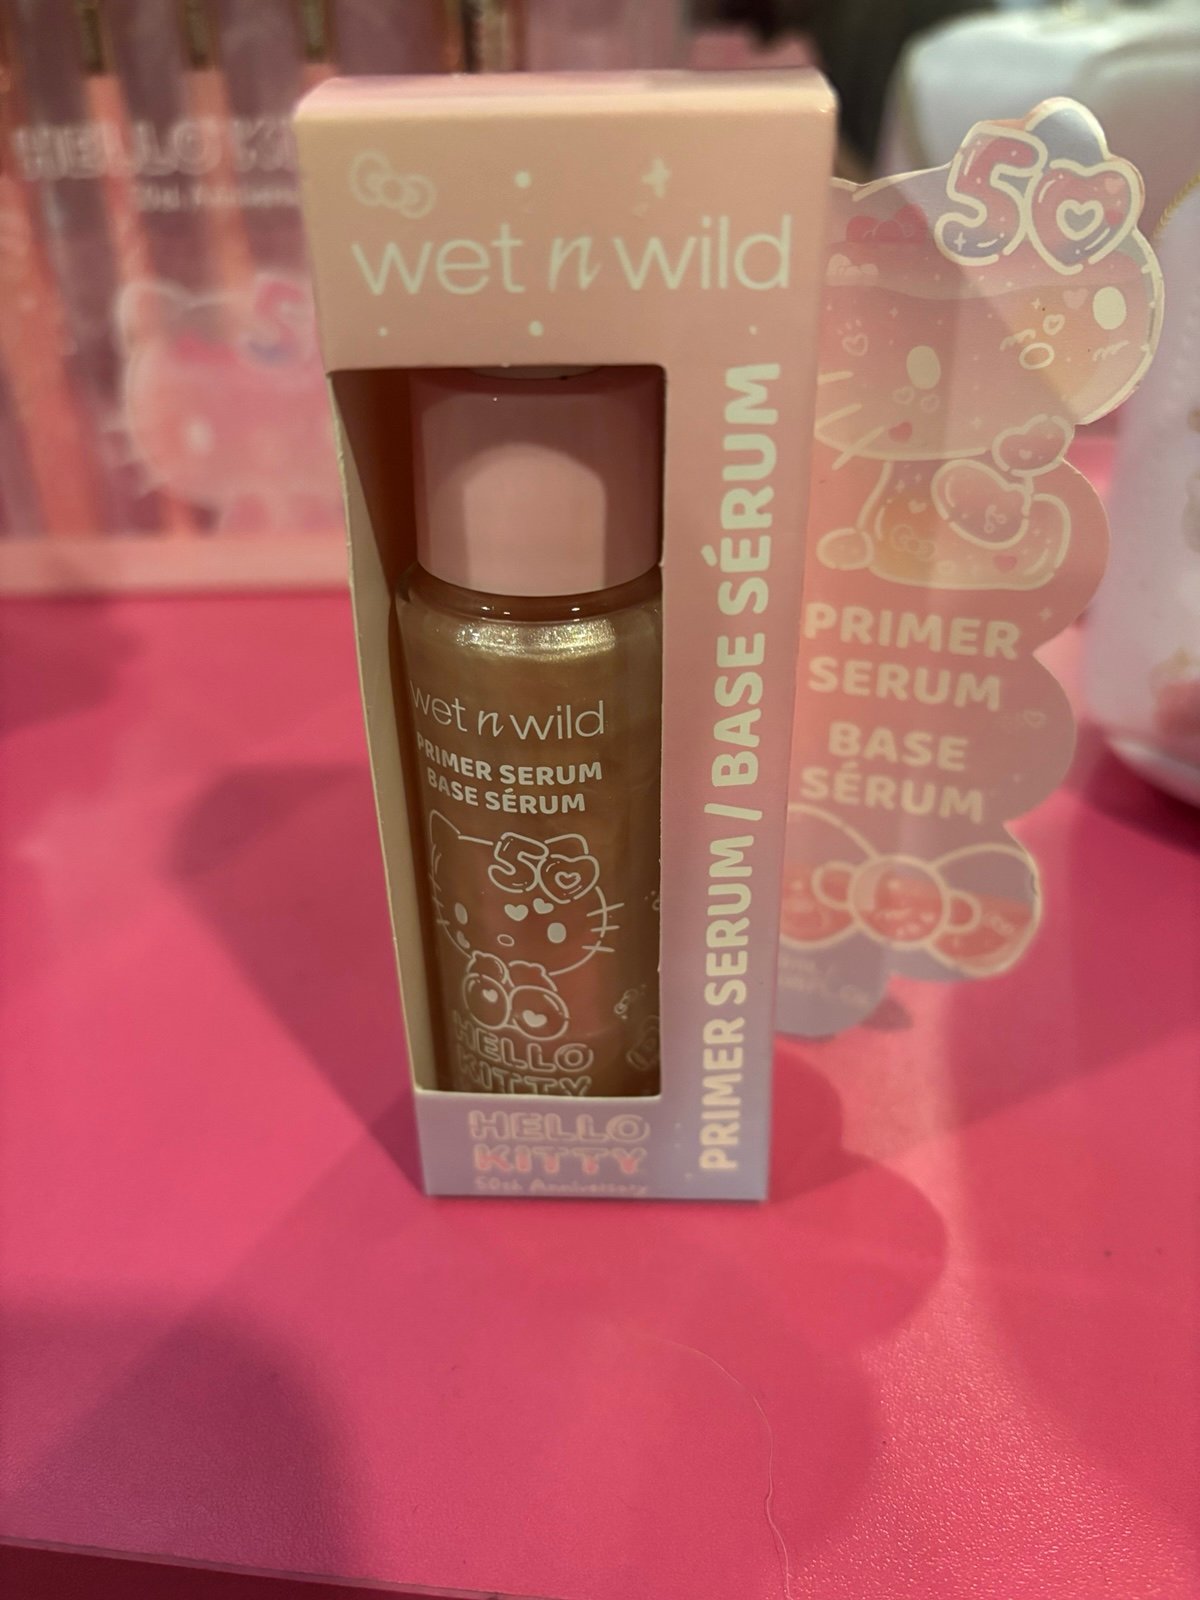 HELLO
wet n wild
PRIMER SERUM / BASE SÉRUM
wet n wild
PRIMER SERUM
BASE SÉRUM
50
HELLO
KITTY
HELLO
KITTY
50th Anniversary
50
PRIMER
SERUM
BASE
SÉRUM